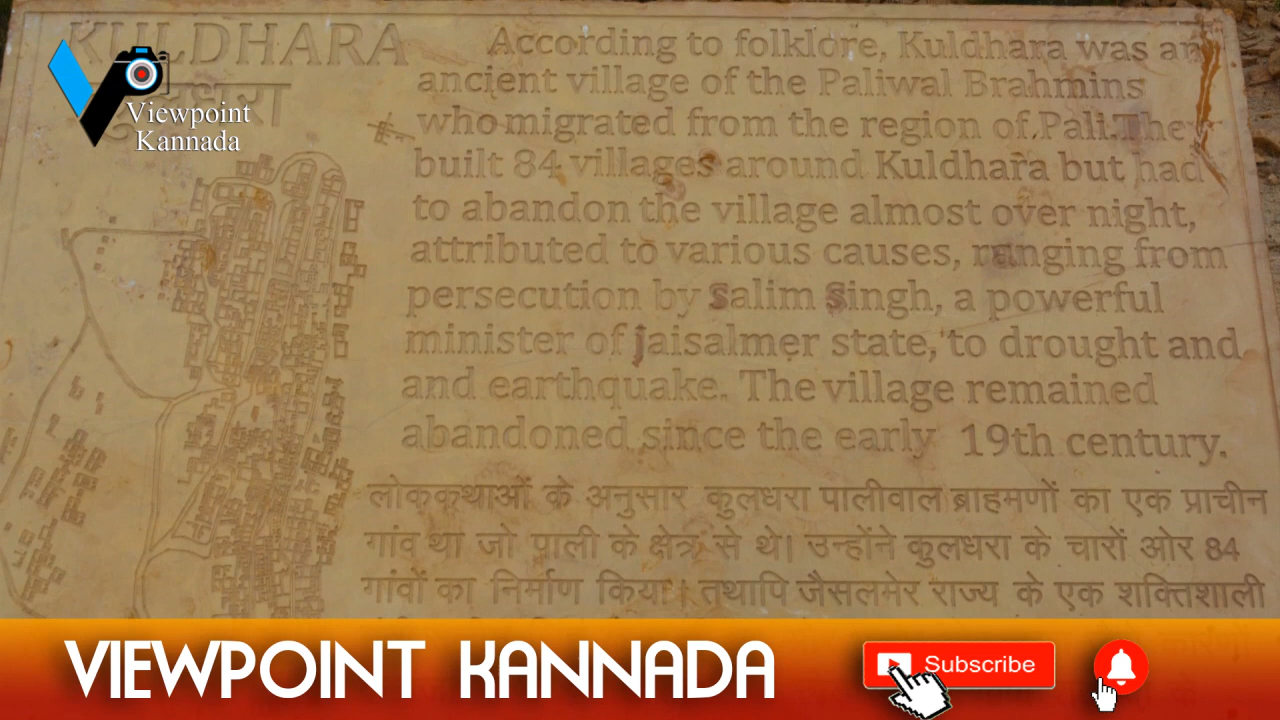 KULDHARA
Viewpoint
Kannada
According to folklore, Kuldhara was an
ancient village of the Paliwal Brahmins
who migrated from the region of Pali. They
built 84 villages around Kuldhara but had
to abandon the village almost over night,
attributed to various causes, ranging from
persecution by Salim Singh, a powerful
minister of jaisalmer state, to drought and
and earthquake. The village remained
abandoned since the early 19th century.
लोककथाओं के अनुसार कुलधरा पालीवाल ब्राहमणों का एक प्राचीन
गांव था जो पाली के क्षेत्र से थे। उन्होंने कुलधरा के चारों ओर 84
गांवों का निर्माण किया। तथापि जैसलमेर राज्य के एक शक्तिशाली
VIEWPOINT KANNADA
Subscribe